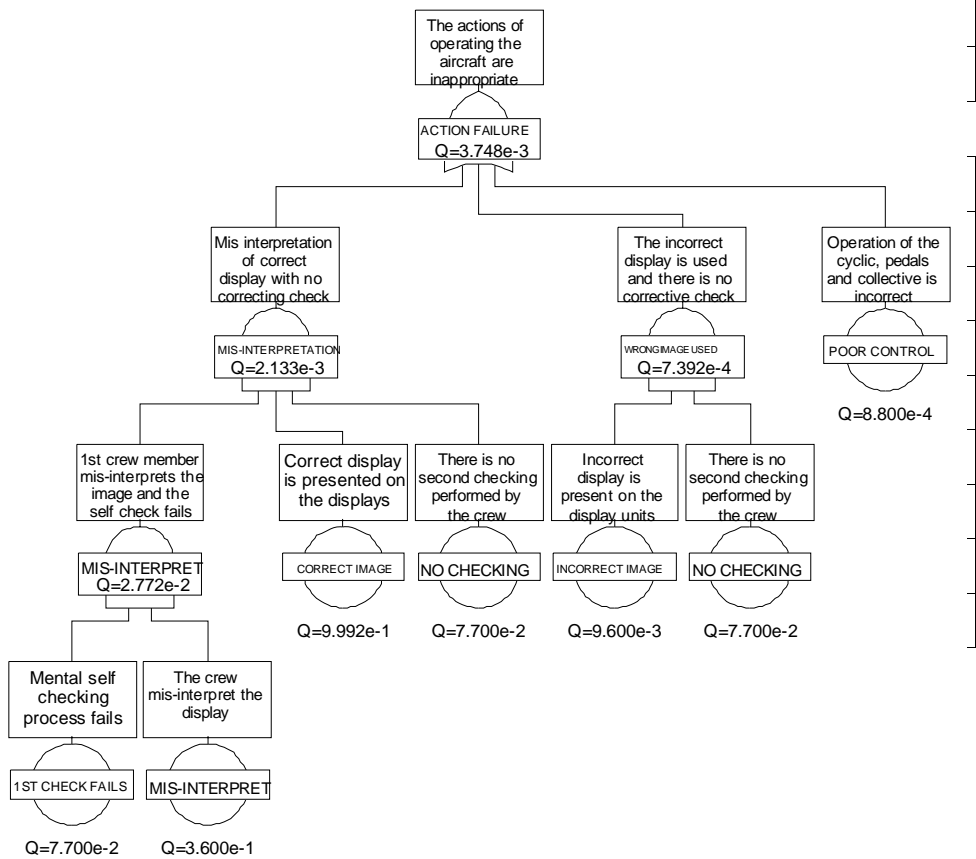 The actions of
operating the
aircraft are
inappropriate
ACTION FAILURE
Q=3.748e-3
Mis interpretation
of correct
display with no
correcting check
MIS-INTERPRETATION
Q=2.133e-3
The incorrect
display is used
and there is no
corrective check
WRONG IMAGE USED
Q=7.392e-4
Operation of the
cyclic, pedals
and collective is
incorrect
POOR CONTROL
Q=8.800e-4
1st crew member
mis-interprets the
image and the
self check fails
MIS-INTERPRET
Q=2.772e-2
Correct display
is presented on
the displays
CORRECT IMAGE
Q=9.992e-1
There is no
second checking
performed by
the crew
NO CHECKING
Q=7.700e-2
Incorrect
display is
present on the
display units
INCORRECT IMAGE
Q=9.600e-3
There is no
second checking
performed by
the crew
NO CHECKING
Q=7.700e-2
Mental self
checking
process fails
1ST CHECK FAILS
Q=7.700e-2
The crew
mis-interpret the
display
MIS-INTERPRET
Q=3.600e-1